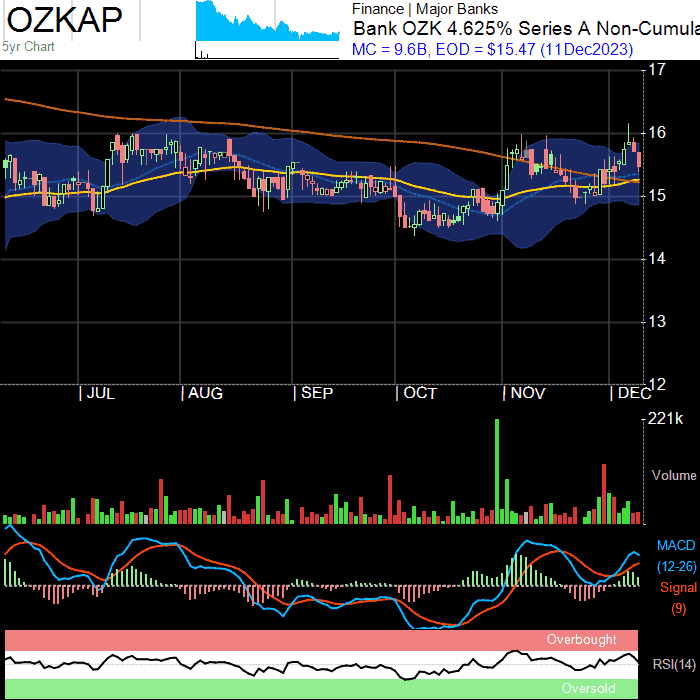 OZKAP
5yr Chart
Finance | Major Banks
Bank OZK 4.625% Series A Non-Cumula
MC = 9.6B, EOD = $15.47 (11Dec2023)
17
16
15
14
13
12
JUL AUG SEP OCT NOV DEC
221k
Volume
MACD
(12-26)
Signal
(9)
Overbought
RSI(14)
Oversold